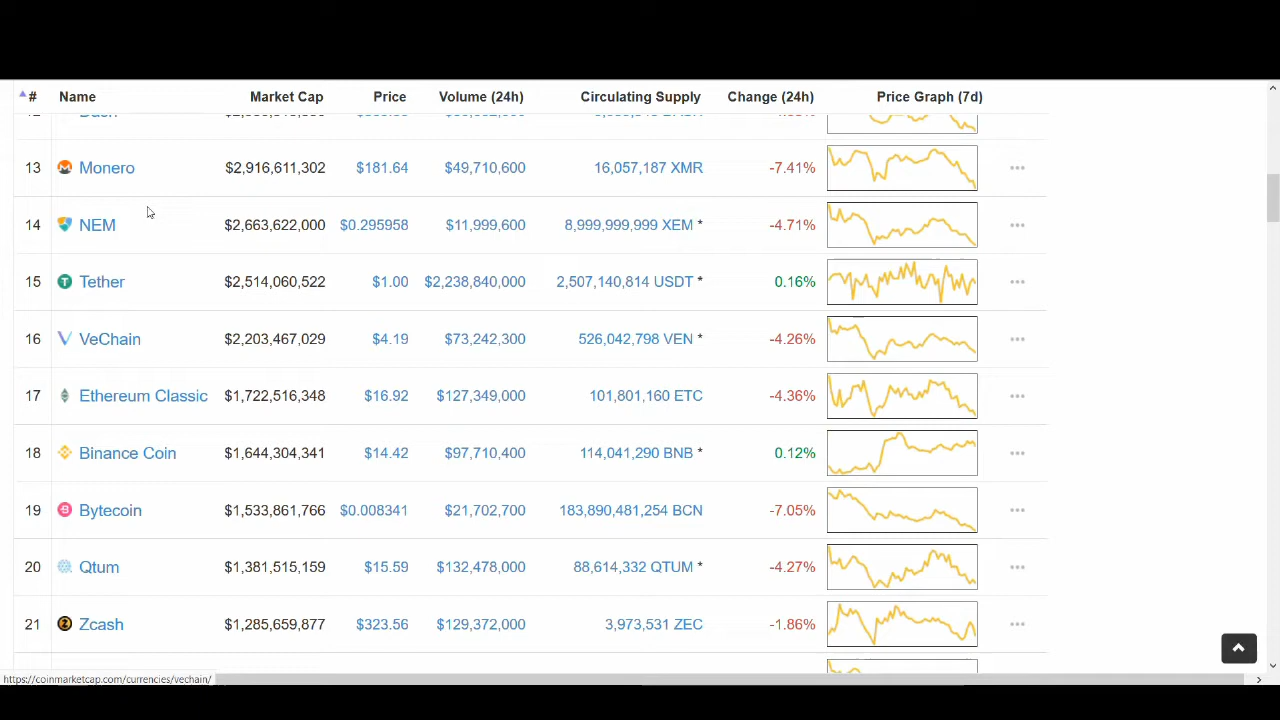 # Name Market Cap Price Volume (24h) Circulating Supply Change (24h) Price Graph (7d)
13 Monero $2,916,611,302 $181.64 $49,710,600 16,057,187 XMR -7.41%
14 NEM $2,663,622,000 $0.295958 $11,999,600 8,999,999,999 XEM * -4.71%
15 Tether $2,514,060,522 $1.00 $2,238,840,000 2,507,140,814 USDT * 0.16%
16 VeChain $2,203,467,029 $4.19 $73,242,300 526,042,798 VEN * -4.26%
17 Ethereum Classic $1,722,516,348 $16.92 $127,349,000 101,801,160 ETC -4.36%
18 Binance Coin $1,644,304,341 $14.42 $97,710,400 114,041,290 BNB * 0.12%
19 Bytecoin $1,533,861,766 $0.008341 $21,702,700 183,890,481,254 BCN -7.05%
20 Qtum $1,381,515,159 $15.59 $132,478,000 88,614,332 QTUM * -4.27%
21 Zcash $1,285,659,877 $323.56 $129,372,000 3,973,531 ZEC -1.86%
https://coinmarketcap.com/currencies/vechain/